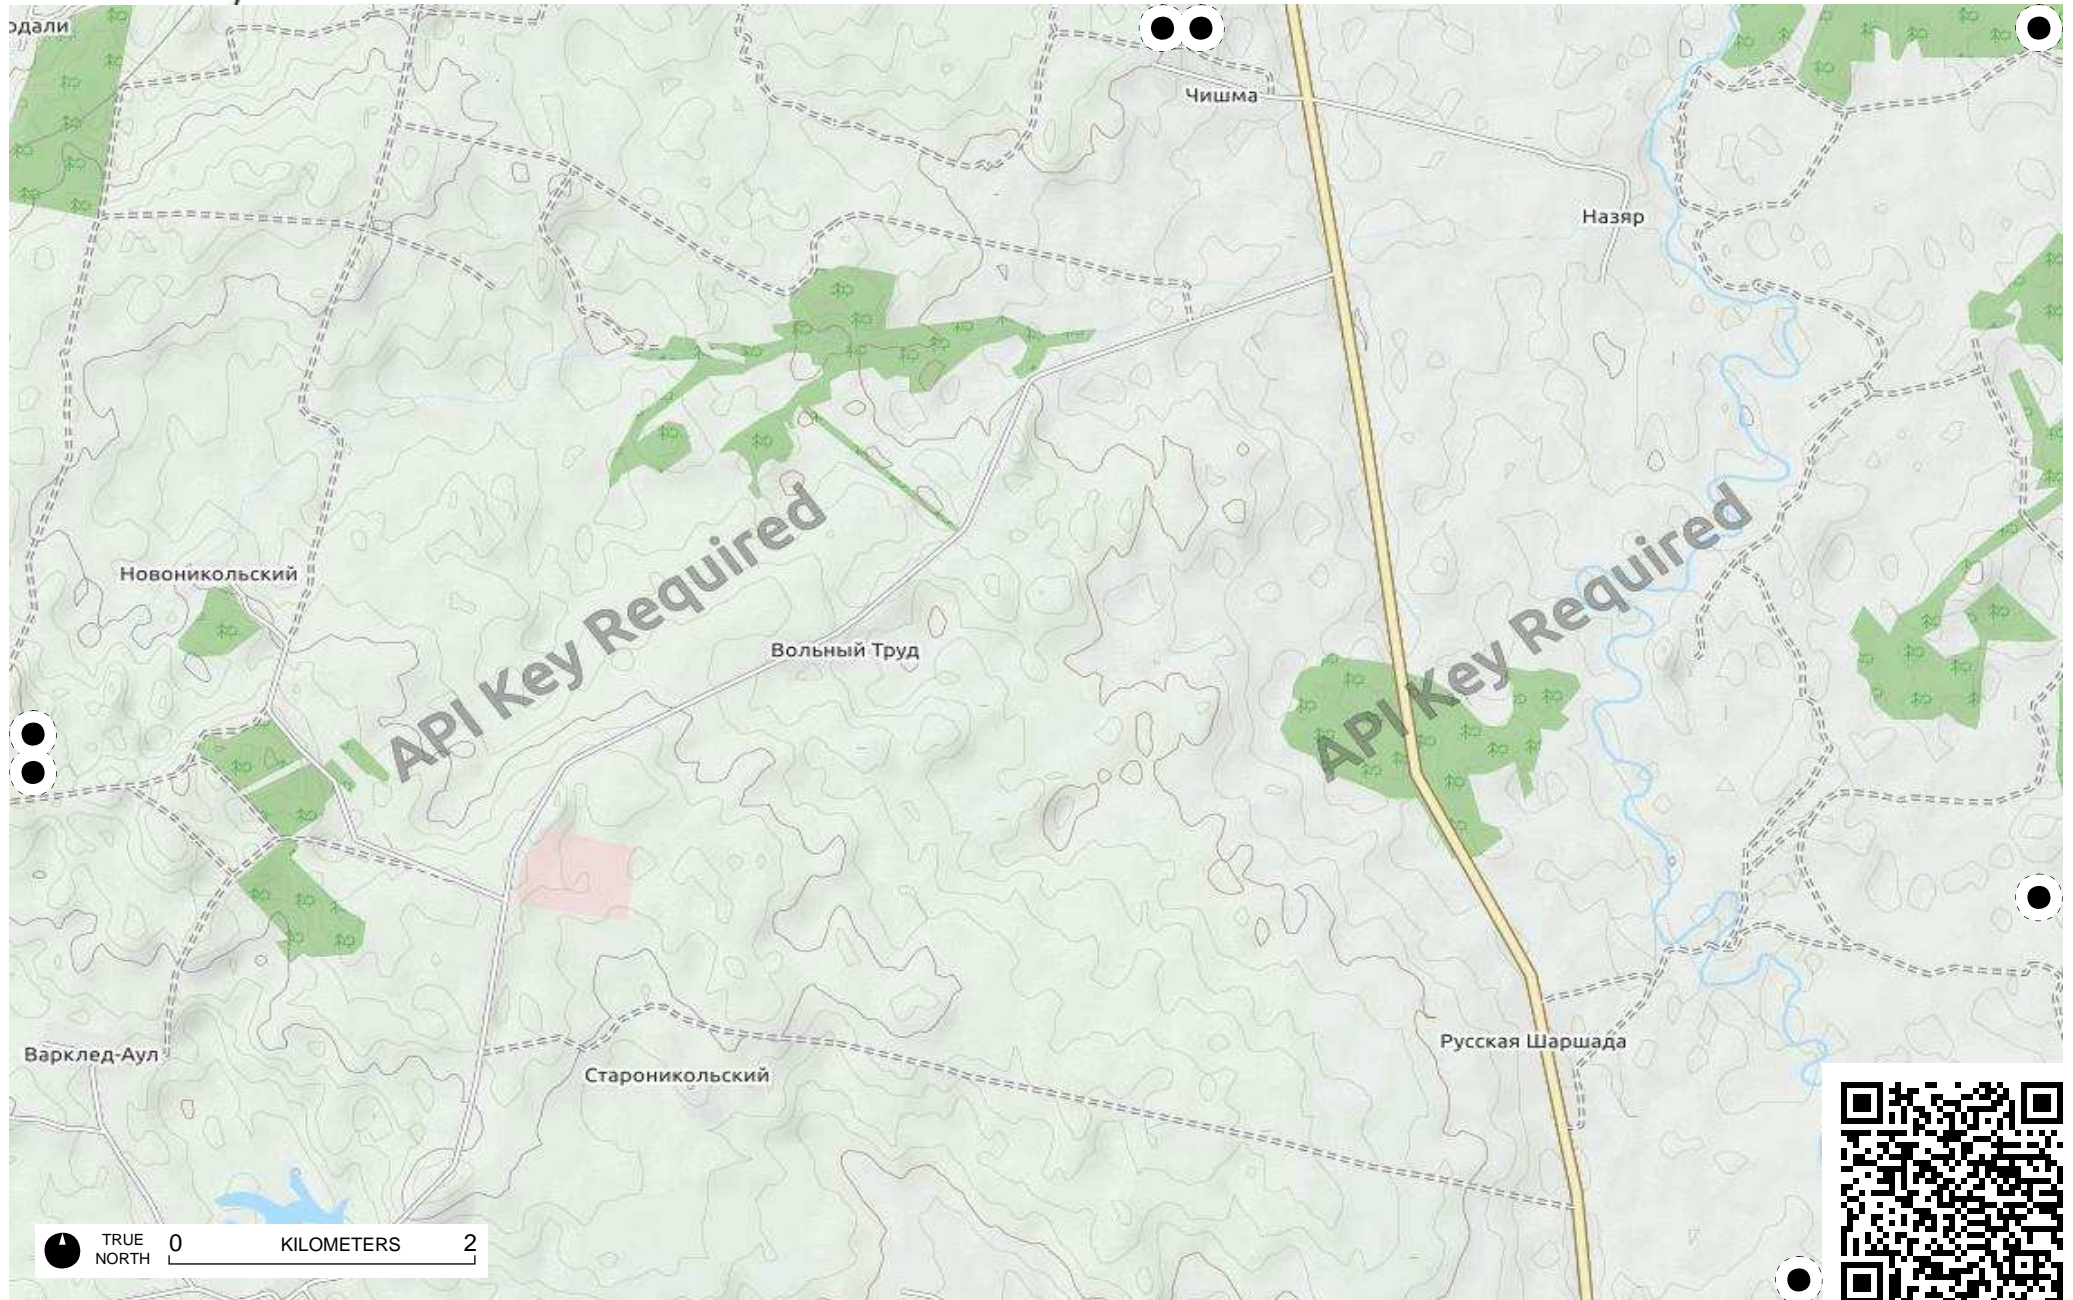 Чишма
Назяр
API Key Required
API Key Required
Новоникольский
Вольный Труд
Русская Шаршада
Варклед-Аул
Староникольский
TRUE NORTH
0 KILOMETERS 2